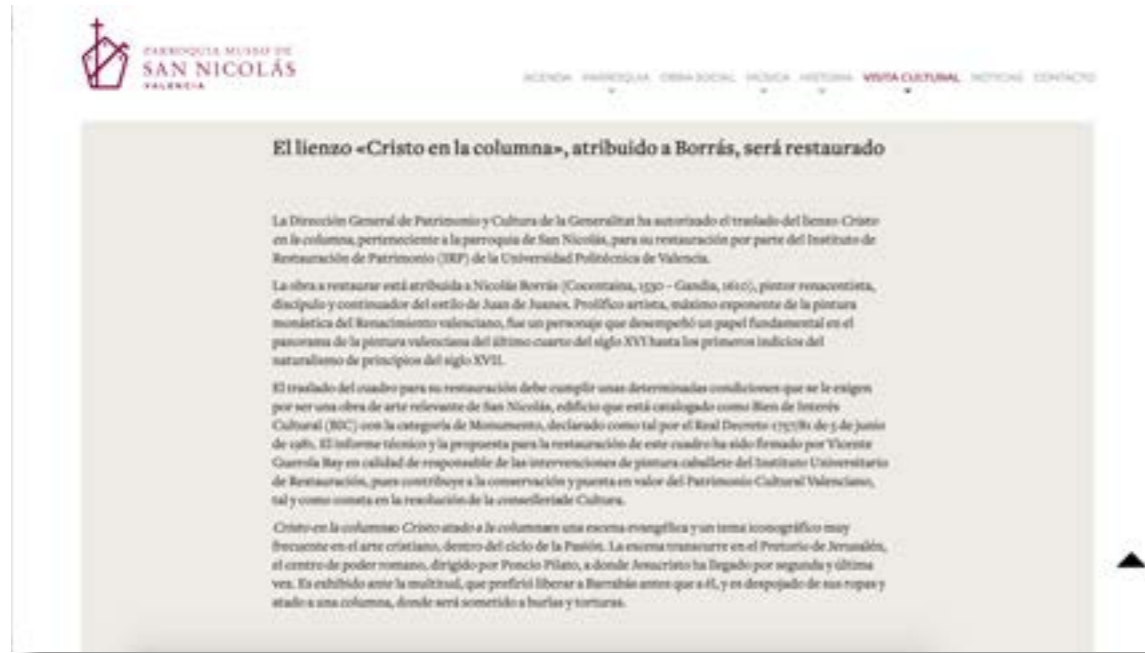 PARROQUIA MUSEO DE
SAN NICOLÁS
VALENCIA
AGENDA PARROQUIA OBRA SOCIAL MÚSICA HISTORIA VISITA CULTURAL NOTICIAS CONTACTO
El lienzo «Cristo en la columna», atribuido a Borrás, será restaurado
La Dirección General de Patrimonio y Cultura de la Generalitat ha autorizado el traslado del lienzo Cristo
en la columna, perteneciente a la parroquia de San Nicolás, para su restauración por parte del Instituto de
Restauración de Patrimonio (IRP) de la Universidad Politécnica de Valencia.
La obra a restaurar está atribuida a Nicolás Borrás (Cocentaina, 1530 – Gandía, 1610), pintor renacentista,
discípulo y continuador del estilo de Juan de Juanes. Prolífico artista, máximo exponente de la pintura
monástica del Renacimiento valenciano, fue un personaje que desempeñó un papel fundamental en el
panorama de la pintura valenciana del último cuarto del siglo XVI hasta los primeros indicios del
naturalismo de principios del siglo XVII.
El traslado del cuadro para su restauración debe cumplir unas determinadas condiciones que se le exigen
por ser una obra de arte relevante de San Nicolás, edificio que está catalogado como Bien de Interés
Cultural (BIC) con la categoría de Monumento, declarado como tal por el Real Decreto 1757/81 de 5 de junio
de 1981. El informe técnico y la propuesta para la restauración de este cuadro ha sido firmado por Vicente
Guerola Bay en calidad de responsable de las intervenciones de pintura caballete del Instituto Universitario
de Restauración, pues contribuye a la conservación y puesta en valor del Patrimonio Cultural Valenciano,
tal y como consta en la resolución de la conselleriade Cultura.
Cristo en la columnao Cristo atado a la columnaes una escena evangélica y un tema iconográfico muy
frecuente en el arte cristiano, dentro del ciclo de la Pasión. La escena transcurre en el Pretorio de Jerusalén,
el centro de poder romano, dirigido por Poncio Pilato, a donde Jesucristo ha llegado por segunda y última
vez. Es exhibido ante la multitud, que prefirió liberar a Barrabás antes que a él, y es despojado de sus ropas y
atado a una columna, donde será sometido a burlas y torturas.